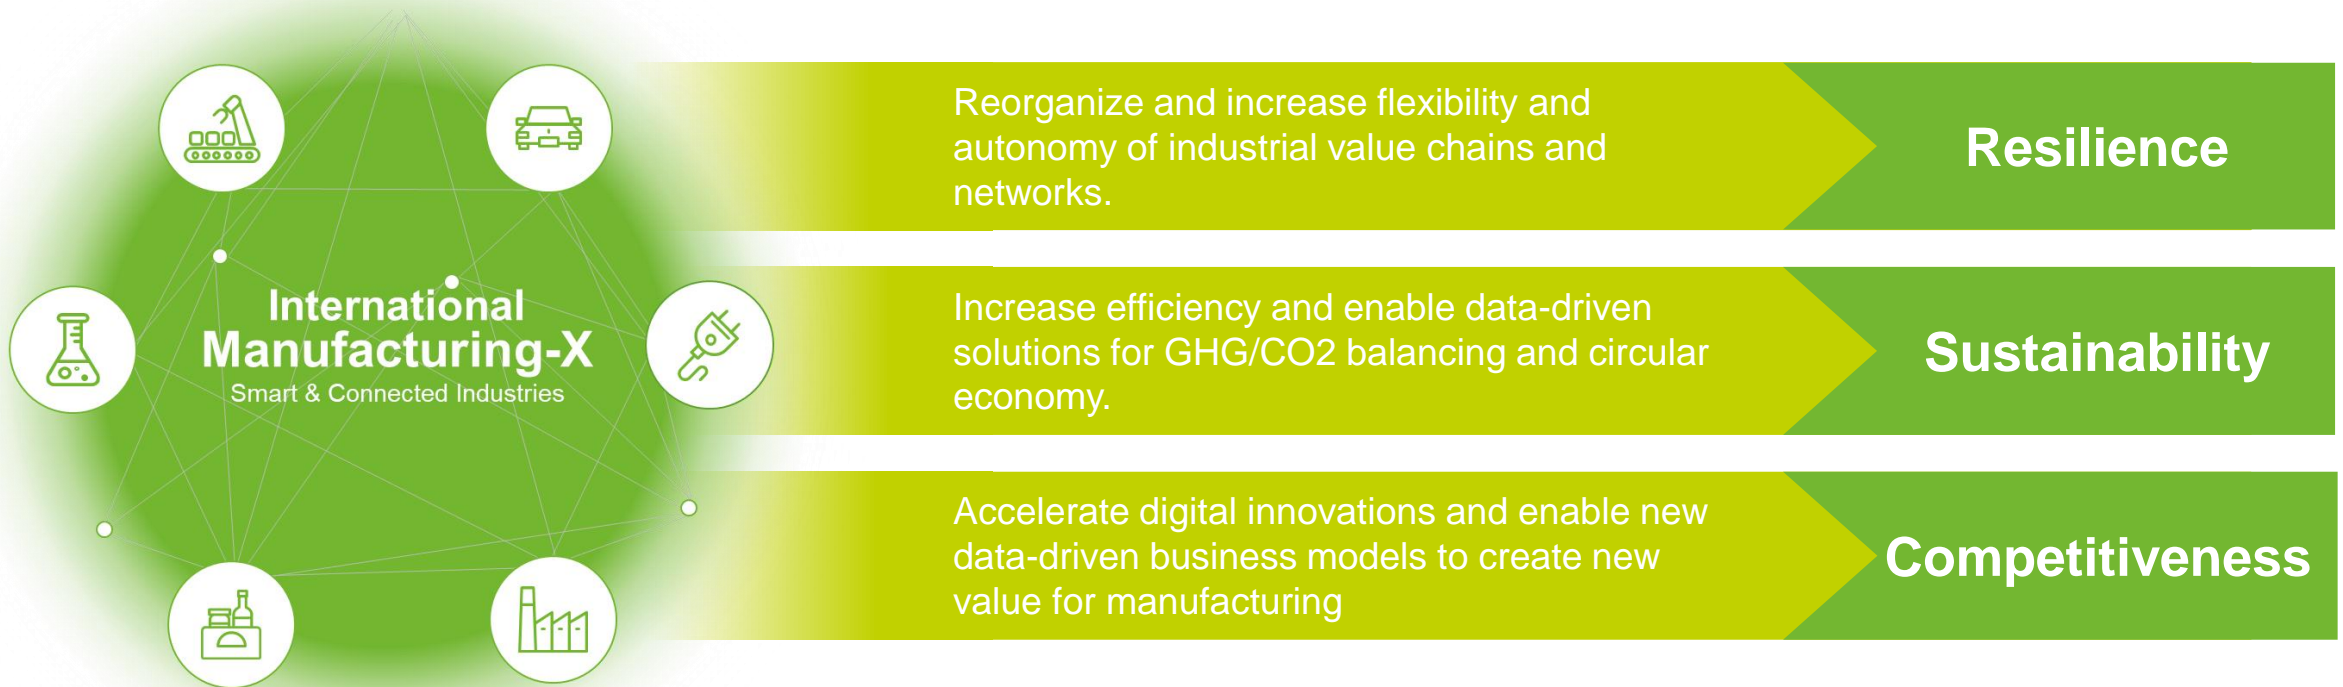 International
Manufacturing-X
Smart & Connected Industries
Reorganize and increase flexibility and
autonomy of industrial value chains and
networks.
Resilience
Increase efficiency and enable data-driven
solutions for GHG/CO2 balancing and circular
economy.
Sustainability
Accelerate digital innovations and enable new
data-driven business models to create new
value for manufacturing
Competitiveness